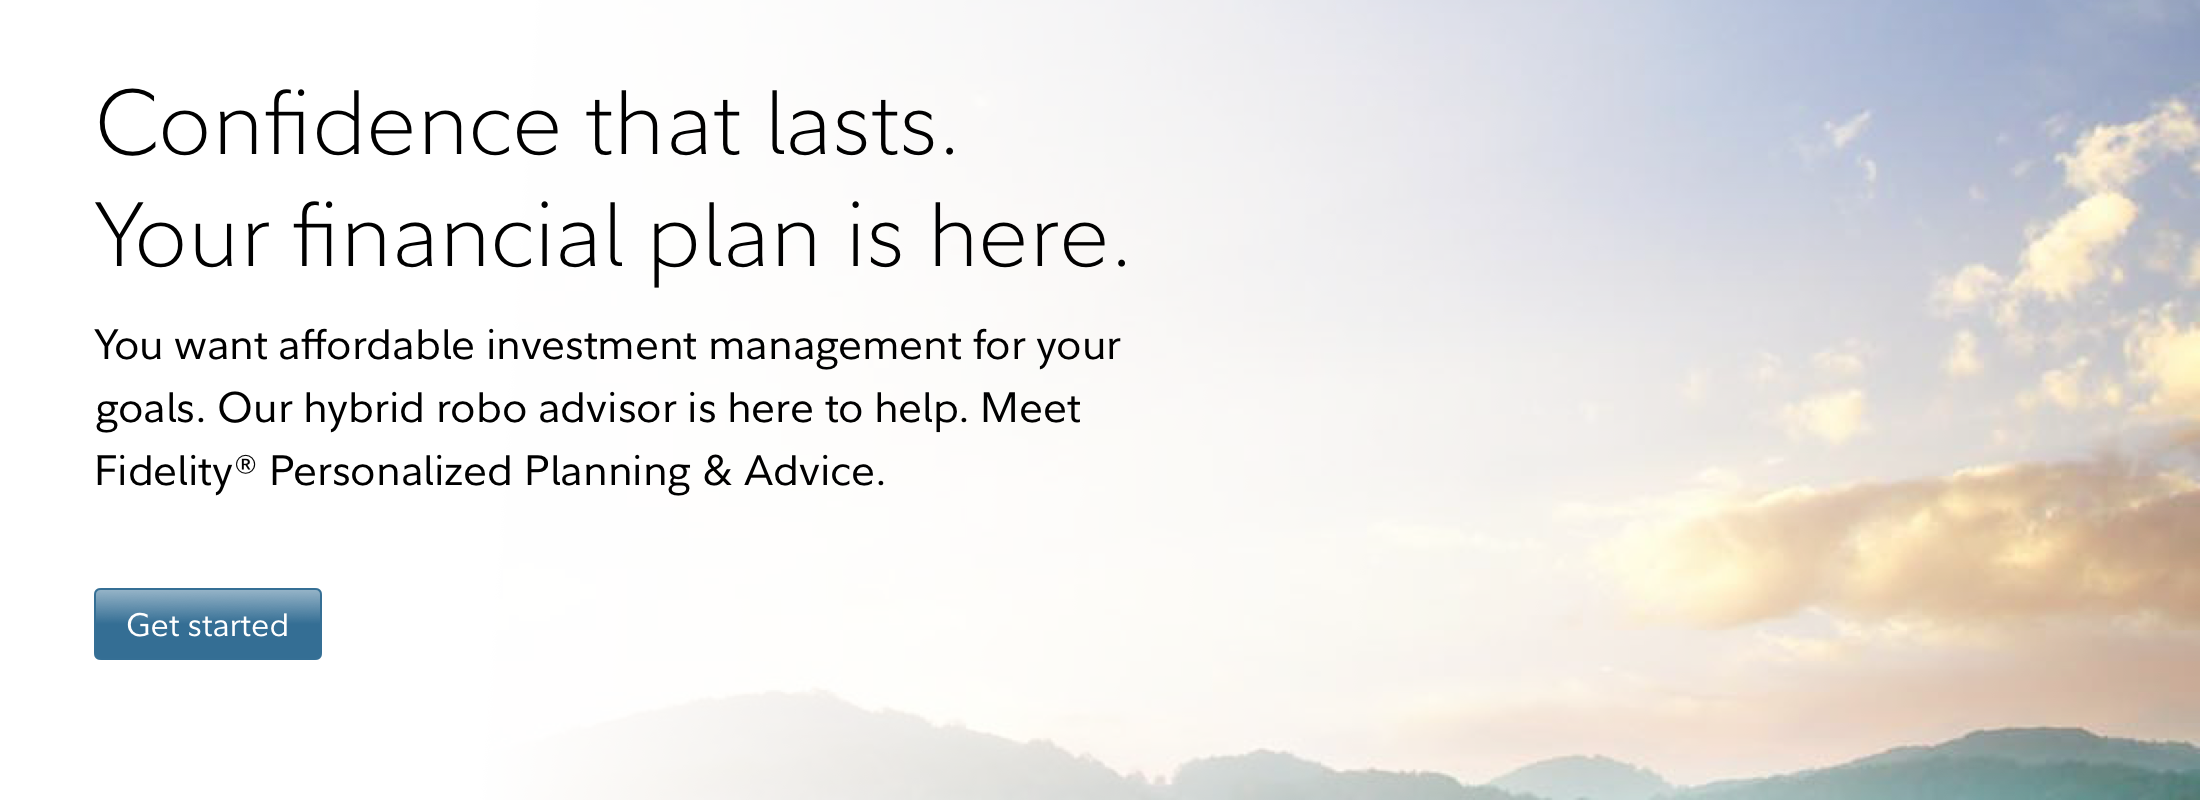 Confidence that lasts.
Your financial plan is here.
You want affordable investment management for your
goals. Our hybrid robo advisor is here to help. Meet
Fidelity® Personalized Planning & Advice.
Get started